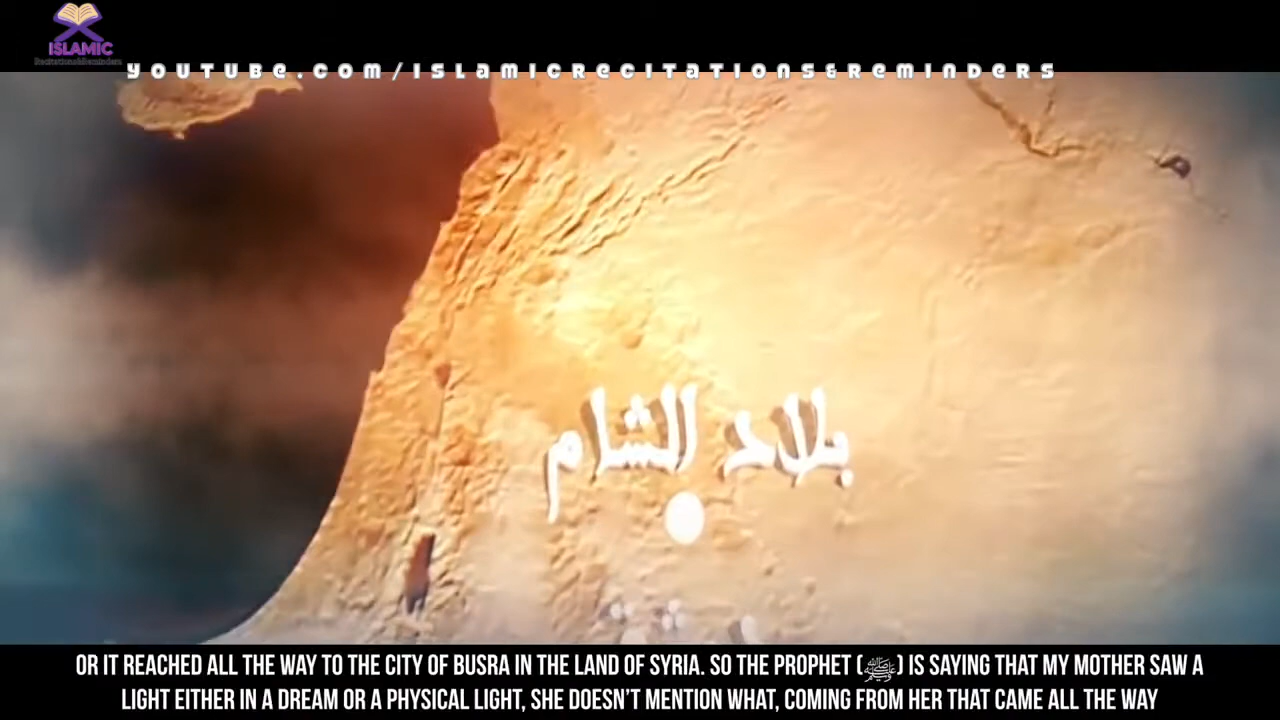 ISLAMIC
Recitations&Reminders
YOUTUBE.COM/ISLAMICRECITATIONS&REMINDERS
بلاد الشام
OR IT REACHED ALL THE WAY TO THE CITY OF BUSRA IN THE LAND OF SYRIA. SO THE PROPHET (ﷺ) IS SAYING THAT MY MOTHER SAW A
LIGHT EITHER IN A DREAM OR A PHYSICAL LIGHT, SHE DOESN'T MENTION WHAT, COMING FROM HER THAT CAME ALL THE WAY